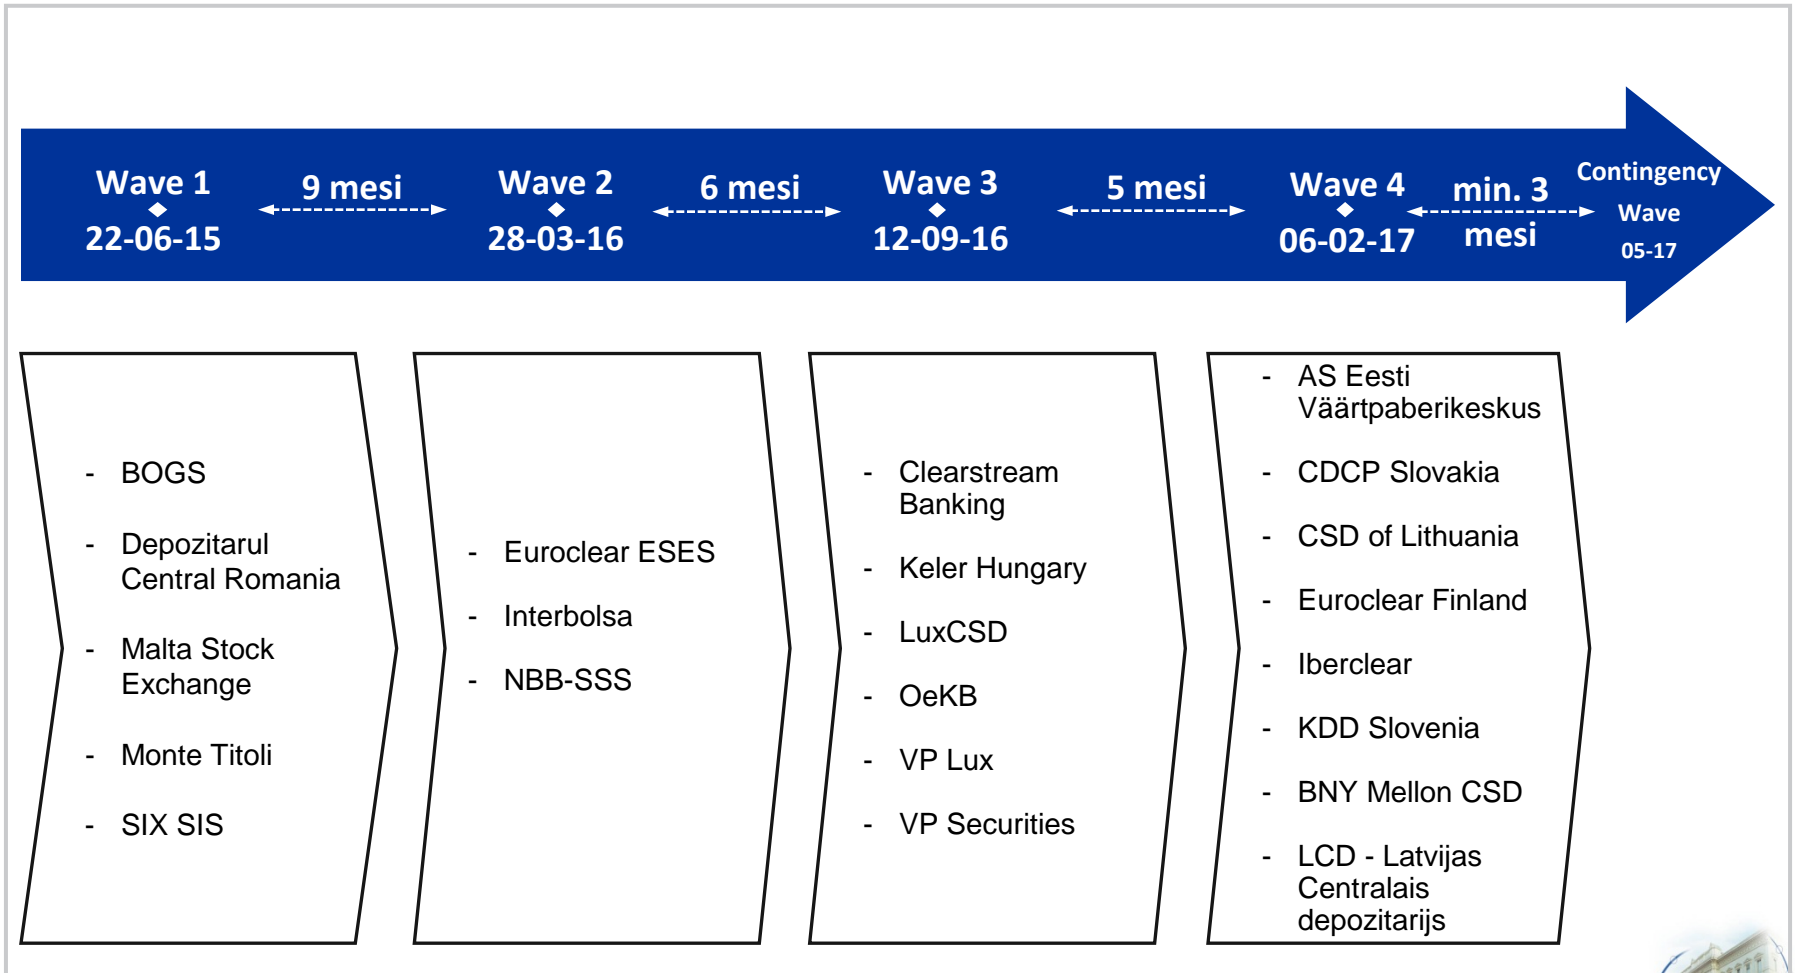 Wave 1
22-06-15
9 mesi
Wave 2
28-03-16
6 mesi
Wave 3
12-09-16
5 mesi
Wave 4
06-02-17
min. 3
mesi
Contingency
Wave
05-17
- BOGS
- Depozitarul
Central Romania
- Malta Stock
Exchange
- Monte Titoli
- SIX SIS
- Euroclear ESES
- Interbolsa
- NBB-SSS
- Clearstream
Banking
- Keler Hungary
- LuxCSD
- OeKB
- VP Lux
- VP Securities
- AS Eesti
Väärtpaberikeskus
- CDCP Slovakia
- CSD of Lithuania
- Euroclear Finland
- Iberclear
- KDD Slovenia
- BNY Mellon CSD
- LCD - Latvijas
Centralais
depozitarijs